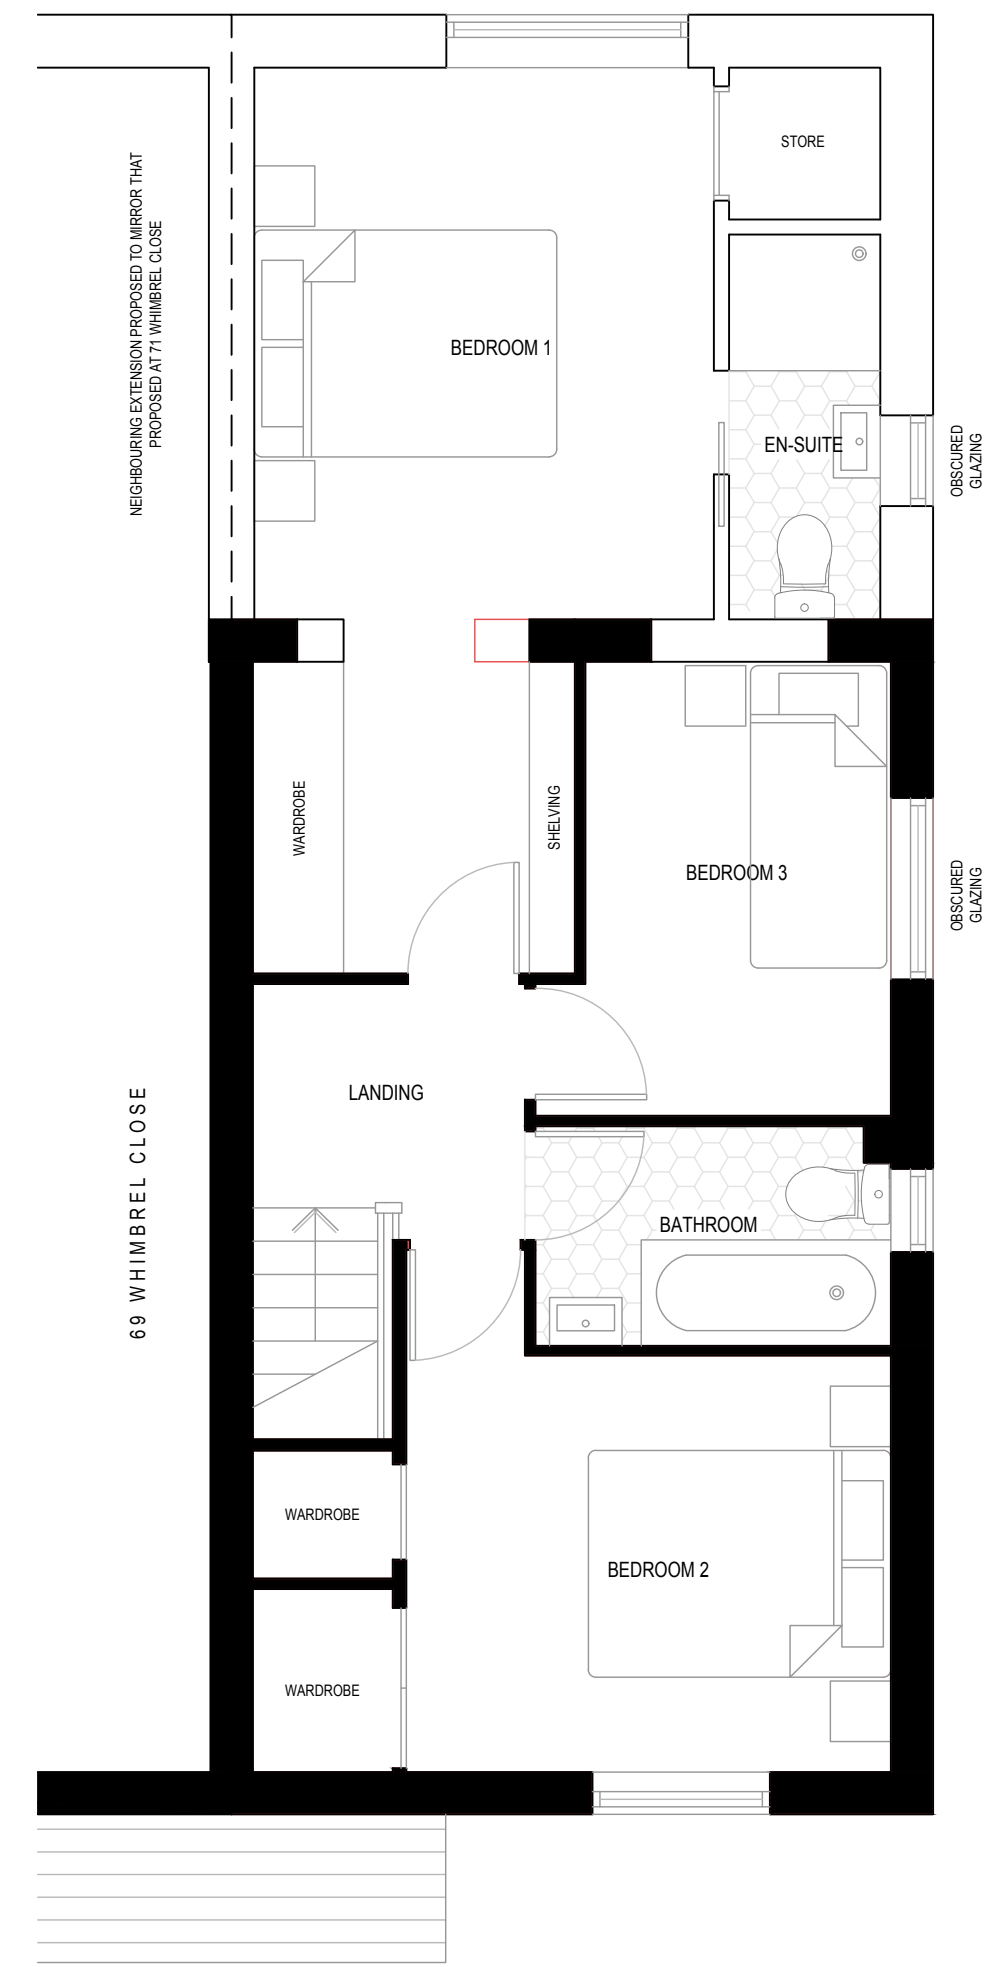 STORE
NEIGHBOURING EXTENSION PROPOSED TO MIRROR THAT
PROPOSED AT 71 WHIMBREL CLOSE
BEDROOM 1
EN-SUITE
OBSCURED
GLAZING
WARDROBE
SHELVING
BEDROOM 3
OBSCURED
GLAZING
LANDING
69 WHIMBREL CLOSE
BATHROOM
WARDROBE
BEDROOM 2
WARDROBE